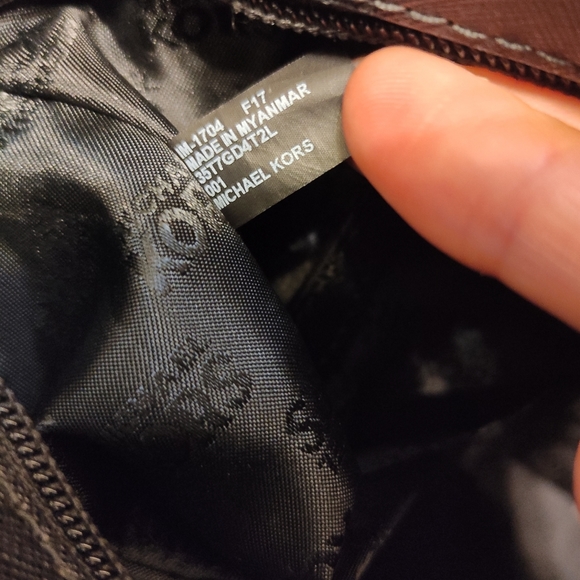 M-1704 F17
MADE IN MYANMAR
35T7GD4T2L
001
MICHAEL KORS